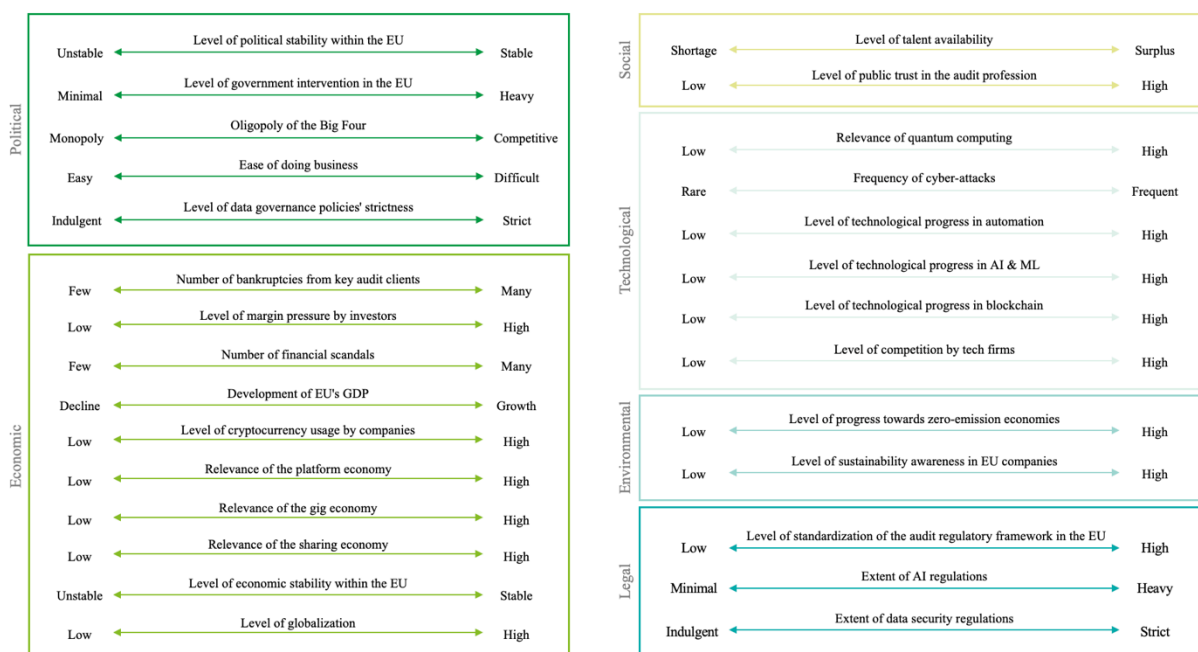 Political
Level of political stability within the EU
Unstable Stable
Level of government intervention in the EU
Minimal Heavy
Oligopoly of the Big Four
Monopoly Competitive
Ease of doing business
Easy Difficult
Level of data governance policies' strictness
Indulgent Strict
Economic
Number of bankruptcies from key audit clients
Few Many
Level of margin pressure by investors
Low High
Number of financial scandals
Few Many
Development of EU's GDP
Decline Growth
Level of cryptocurrency usage by companies
Low High
Relevance of the platform economy
Low High
Relevance of the gig economy
Low High
Relevance of the sharing economy
Low High
Level of economic stability within the EU
Unstable Stable
Level of globalization
Low High
Social
Level of talent availability
Shortage Surplus
Level of public trust in the audit profession
Low High
Technological
Relevance of quantum computing
Low High
Frequency of cyber-attacks
Rare Frequent
Level of technological progress in automation
Low High
Level of technological progress in AI & ML
Low High
Level of technological progress in blockchain
Low High
Level of competition by tech firms
Low High
Environmental
Level of progress towards zero-emission economies
Low High
Level of sustainability awareness in EU companies
Low High
Legal
Level of standardization of the audit regulatory framework in the EU
Low High
Extent of AI regulations
Minimal Heavy
Extent of data security regulations
Indulgent Strict